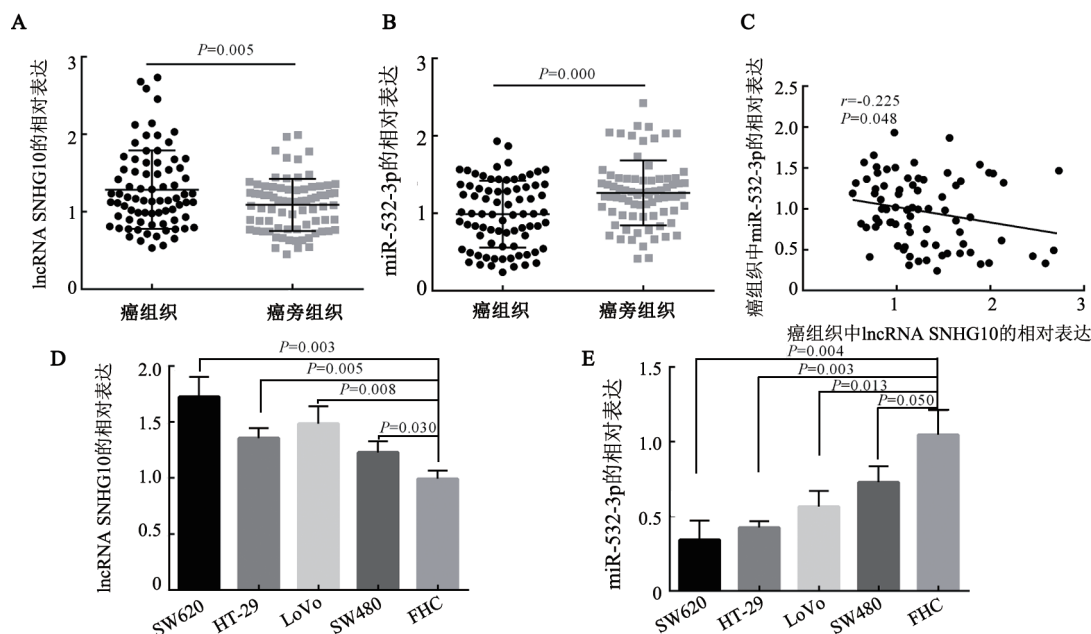 A
P=0.005
lncRNA SNHG10的相对表达
3
2
1
0
癌组织
癌旁组织
B
P=0.000
miR-532-3p的相对表达
3
2
1
0
癌组织
癌旁组织
C
r=-0.225
P=0.048
癌组织中miR-532-3p的相对表达
2.5
2.0
1.5
1.0
0.5
0
1
2
3
癌组织中lncRNA SNHG10的相对表达
D
P=0.003
P=0.005
P=0.008
P=0.030
lncRNA SNHG10的相对表达
2.0
1.5
1.0
0.5
0
SW620
HT-29
LoVo
SW480
FHC
E
P=0.004
P=0.003
P=0.013
P=0.050
miR-532-3p的相对表达
1.5
1.0
0.5
0
SW620
HT-29
LoVo
SW480
FHC